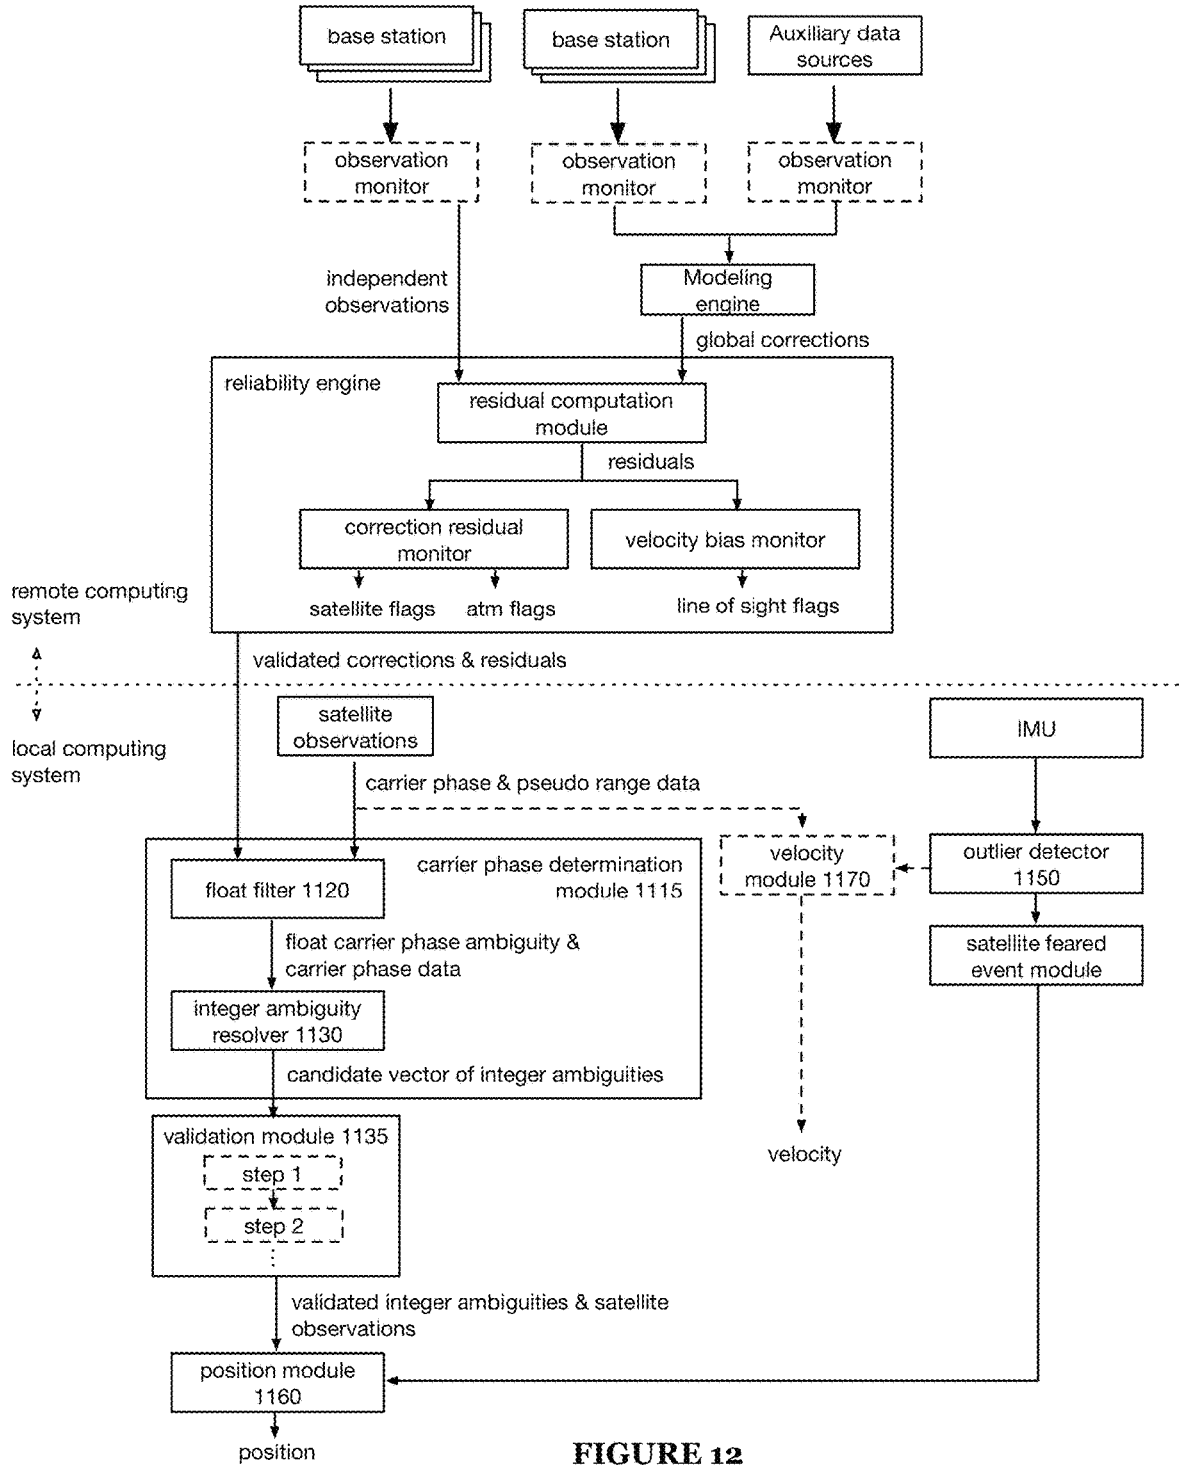 base station
base station
Auxiliary data
sources
observation
monitor
observation
monitor
observation
monitor
independent
observations
Modeling
engine
global corrections
reliability engine
residual computation
module
residuals
correction residual
monitor
velocity bias monitor
satellite flags
atm flags
line of sight flags
remote computing
system
validated corrections & residuals
local computing
system
satellite
observations
IMU
carrier phase & pseudo range data
carrier phase determination
module 1115
velocity
module 1170
outlier detector
1150
float filter 1120
float carrier phase ambiguity &
carrier phase data
satellite feared
event module
integer ambiguity
resolver 1130
candidate vector of integer ambiguities
validation module 1135
step 1
step 2
velocity
validated integer ambiguities & satellite
observations
position module
1160
position
FIGURE 12